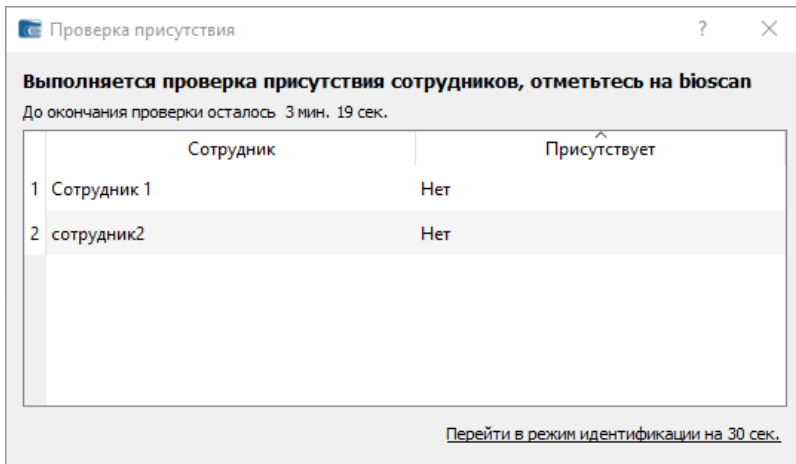 Проверка присутствия
Выполняется проверка присутствия сотрудников, отметьтесь на bioscan
До окончания проверки осталось 3 мин. 19 сек.
Сотрудник Присутствует
1 Сотрудник 1 Нет
2 сотрудник2 Нет
Перейти в режим идентификации на 30 сек.